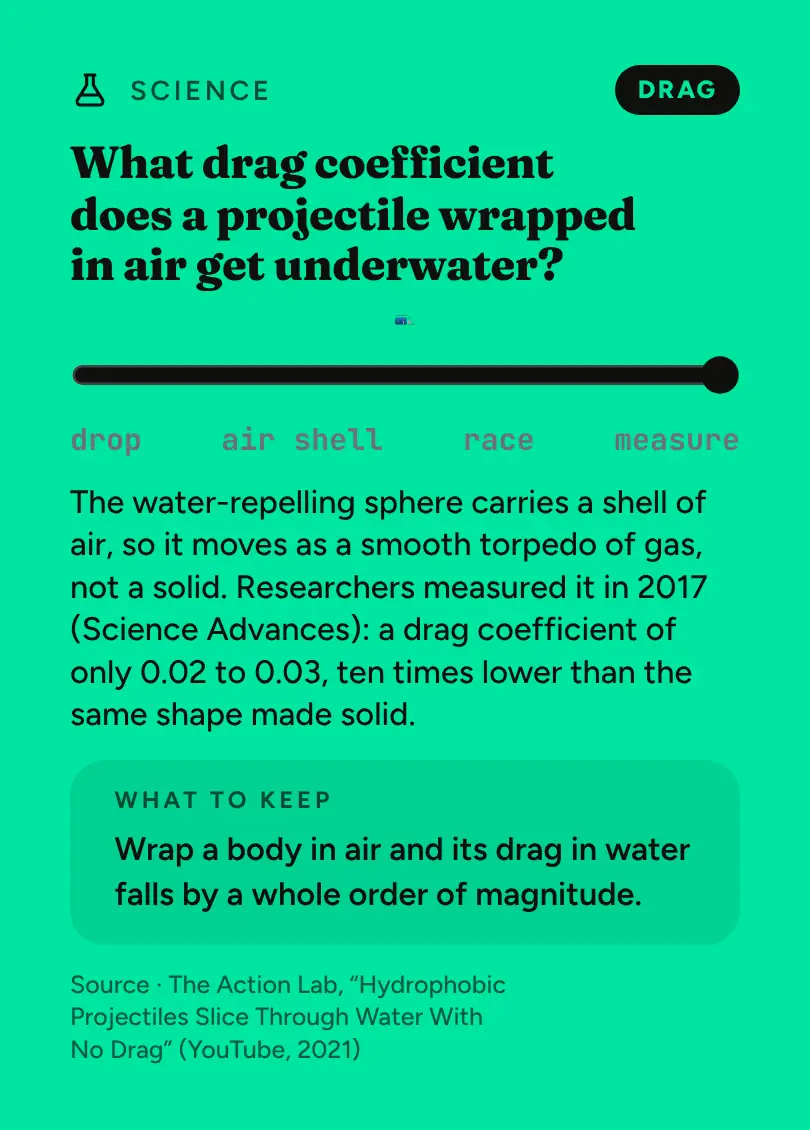 SCIENCE
DRAG
What drag coefficient
does a projectile wrapped
in air get underwater?
drop air shell race measure
The water-repelling sphere carries a shell of
air, so it moves as a smooth torpedo of gas,
not a solid. Researchers measured it in 2017
(Science Advances): a drag coefficient of
only 0.02 to 0.03, ten times lower than the
same shape made solid.
WHAT TO KEEP
Wrap a body in air and its drag in water
falls by a whole order of magnitude.
Source · The Action Lab, “Hydrophobic
Projectiles Slice Through Water With
No Drag” (YouTube, 2021)